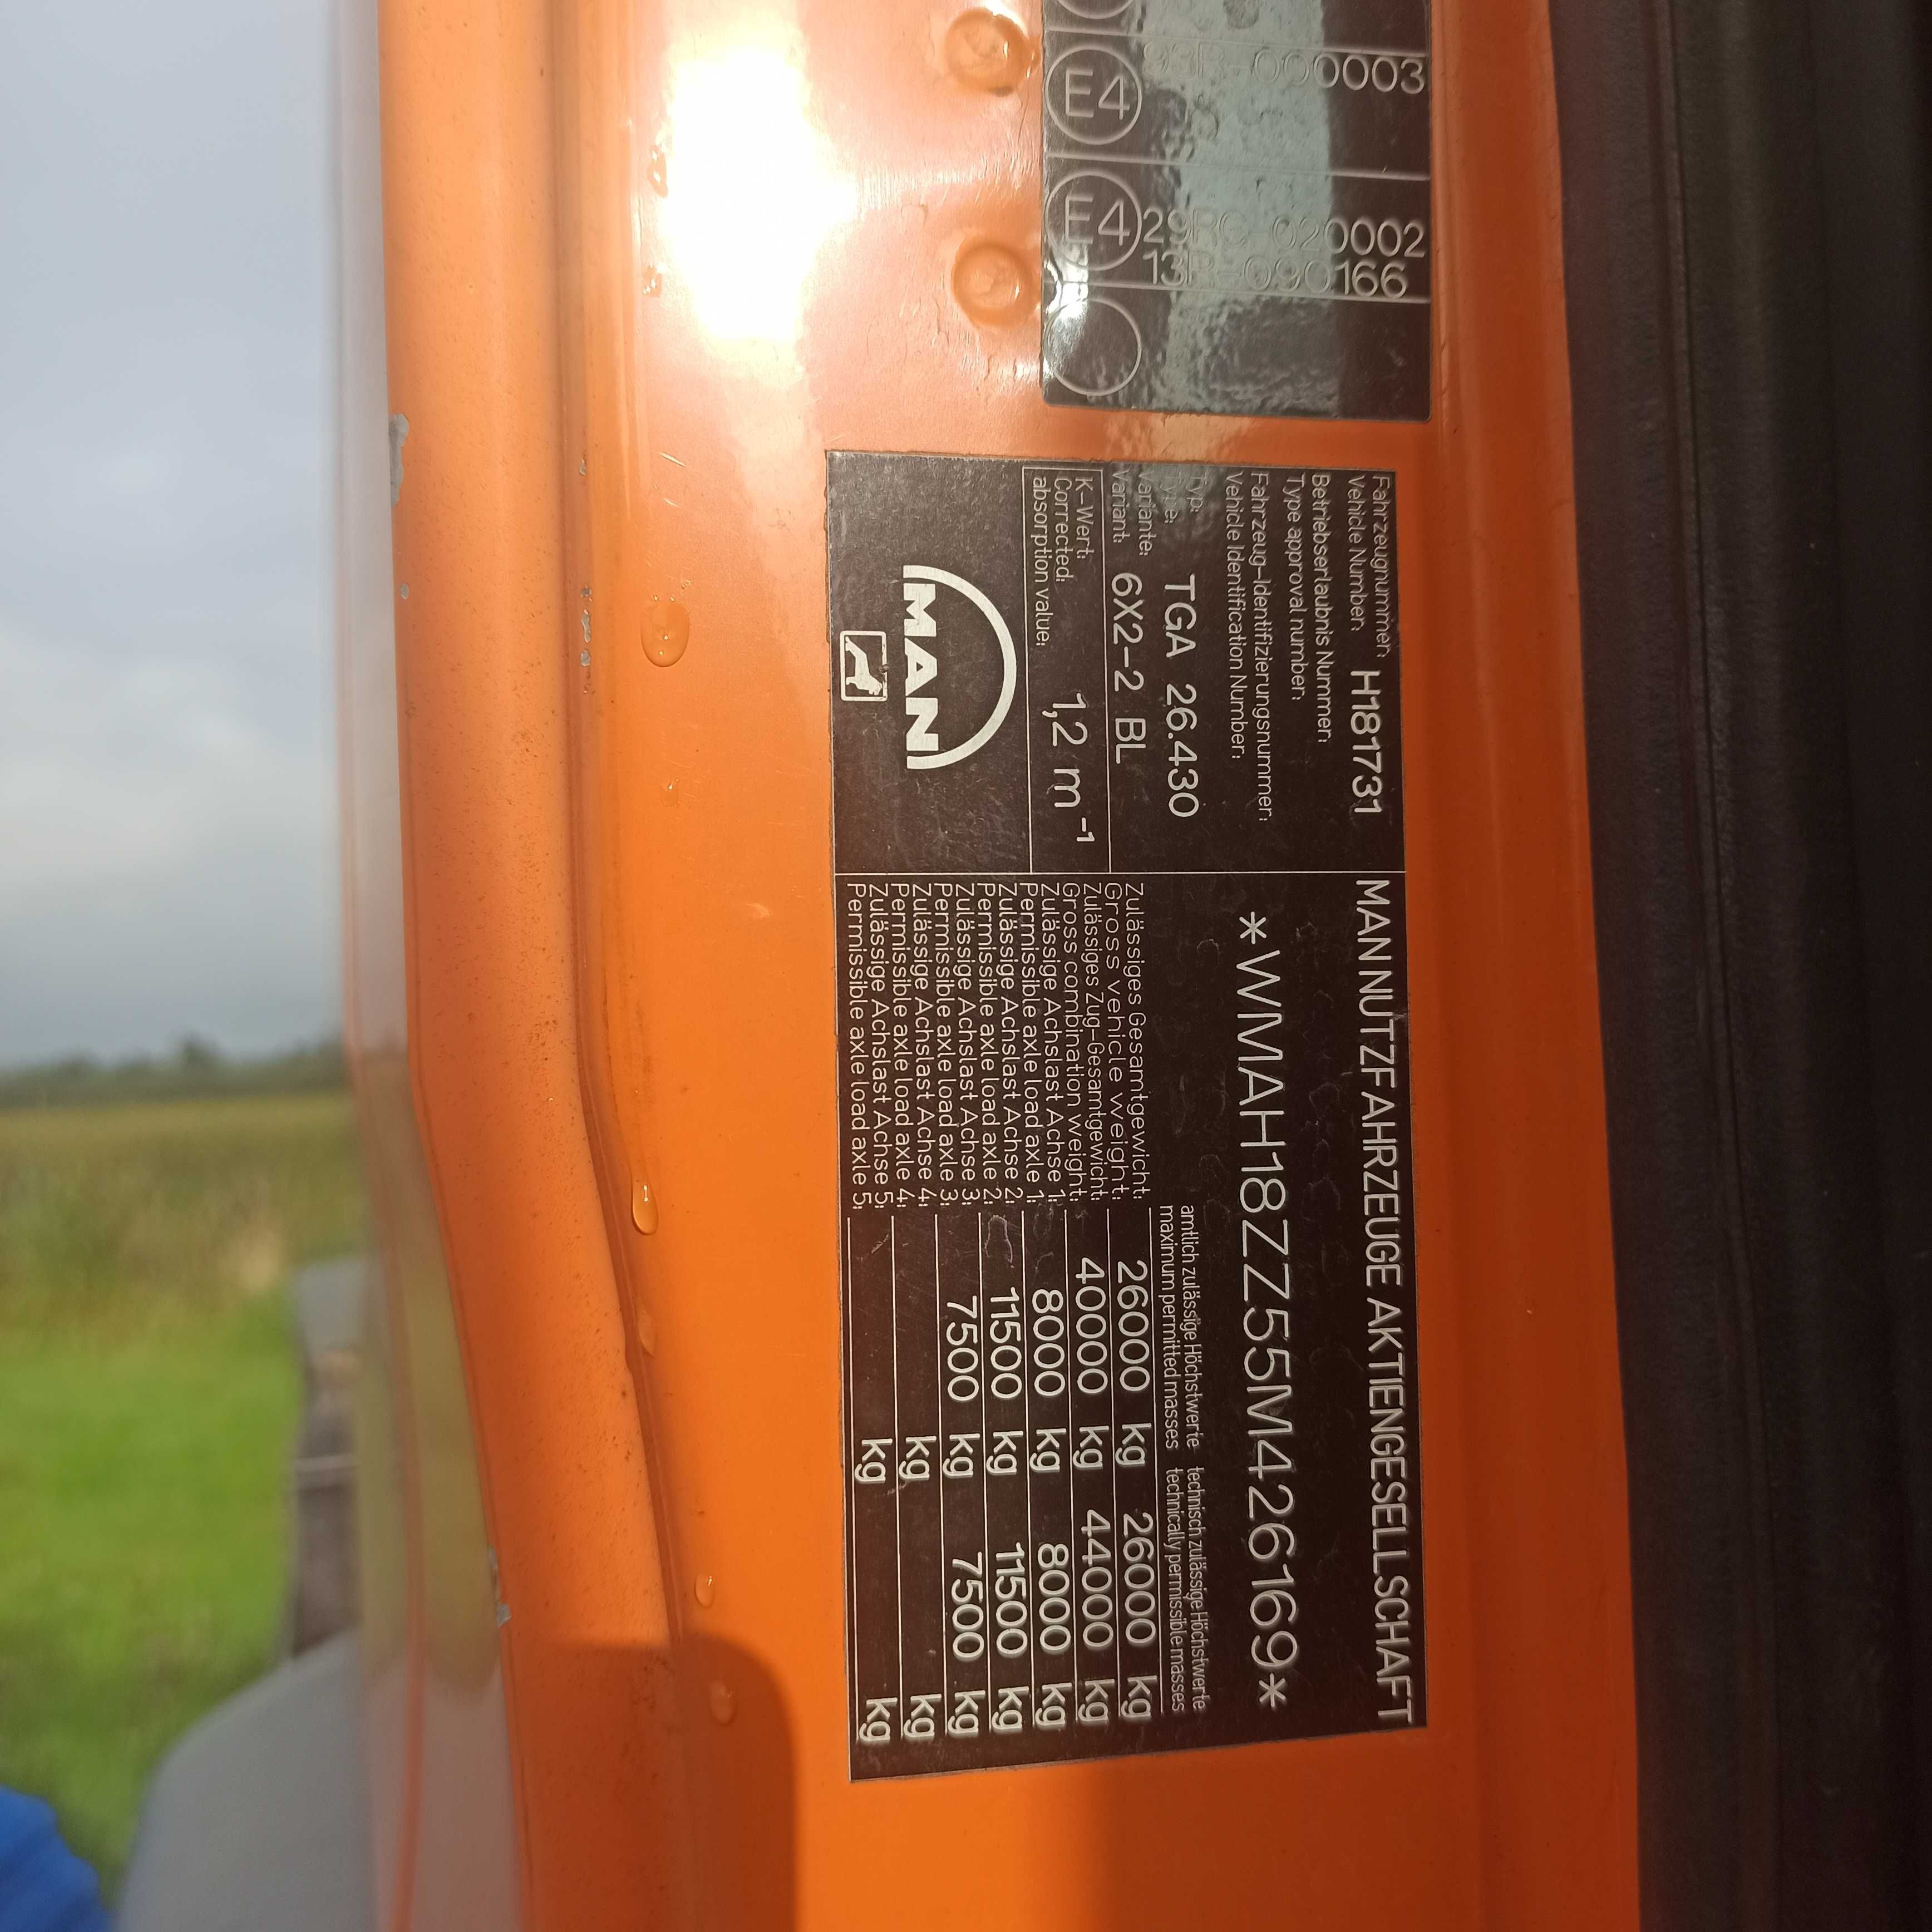 98R-000003
E4
29RC-020002
E4 13R-090166
Fahrzeugnummer:
Vehicle Number: H181731
Betriebserlaubnis Nummer:
Type approval number:
Fahrzeug-Identifizierungsnummer:
Vehicle Identification Number:
Typ:
Type: TGA 26.430
Variante:
Variant: 6X2-2 BL
K-Wert:
Corrected
absorption value: 1,2 m⁻¹
MAN
MAN NUTZFAHRZEUGE AKTIENGESELLSCHAFT
*WMAH18ZZ55M426169*
amtlich zulässige Höchstwerte technisch zulässige Höchstwerte
maximum permitted masses technically permissible masses
Zulässiges Gesamtgewicht:
Gross vehicle weight: 26000 kg 26000 kg
Zulässiges Zug-Gesamtgewicht:
Gross combination weight: 40000 kg 44000 kg
Zulässige Achslast Achse 1:
Permissible axle load axle 1: 8000 kg 8000 kg
Zulässige Achslast Achse 2:
Permissible axle load axle 2: 11500 kg 11500 kg
Zulässige Achslast Achse 3:
Permissible axle load axle 3: 7500 kg 7500 kg
Zulässige Achslast Achse 4:
Permissible axle load axle 4: kg kg
Zulässige Achslast Achse 5:
Permissible axle load axle 5: kg kg